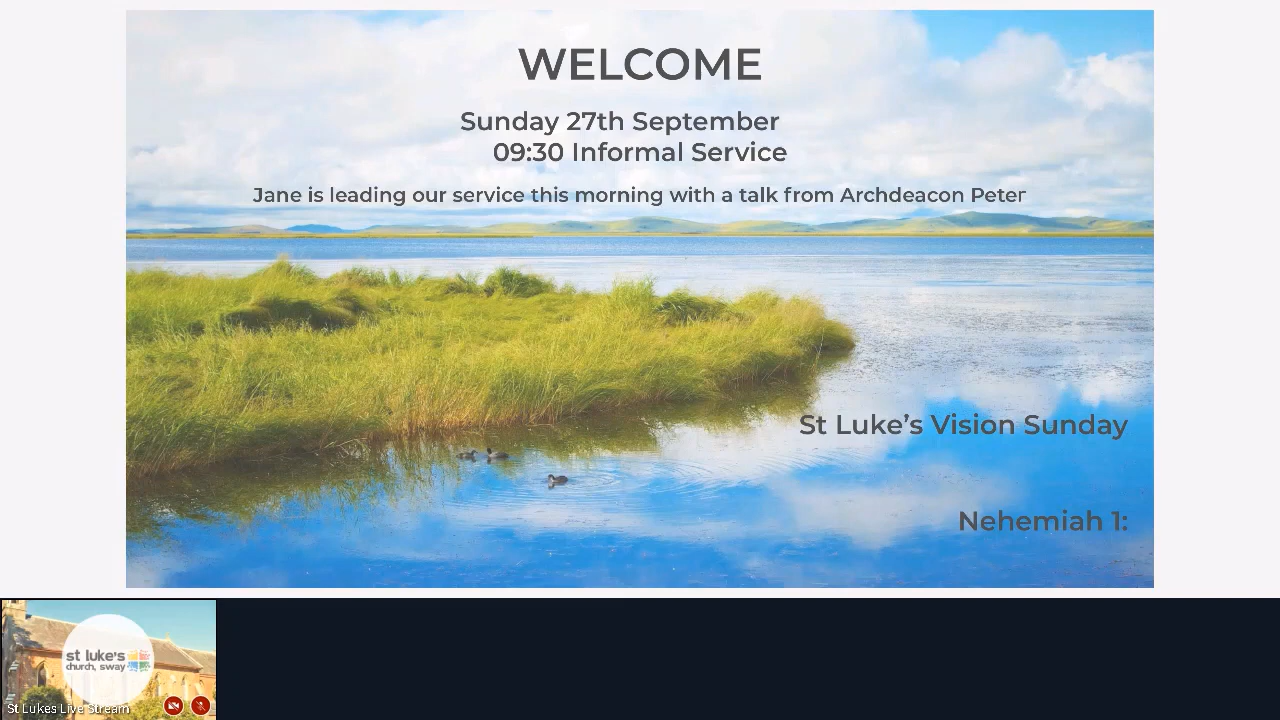 WELCOME
Sunday 27th September
09:30 Informal Service
Jane is leading our service this morning with a talk from Archdeacon Peter
St Luke’s Vision Sunday
Nehemiah 1:
st luke's
church, sway
St Lukes Live Stream